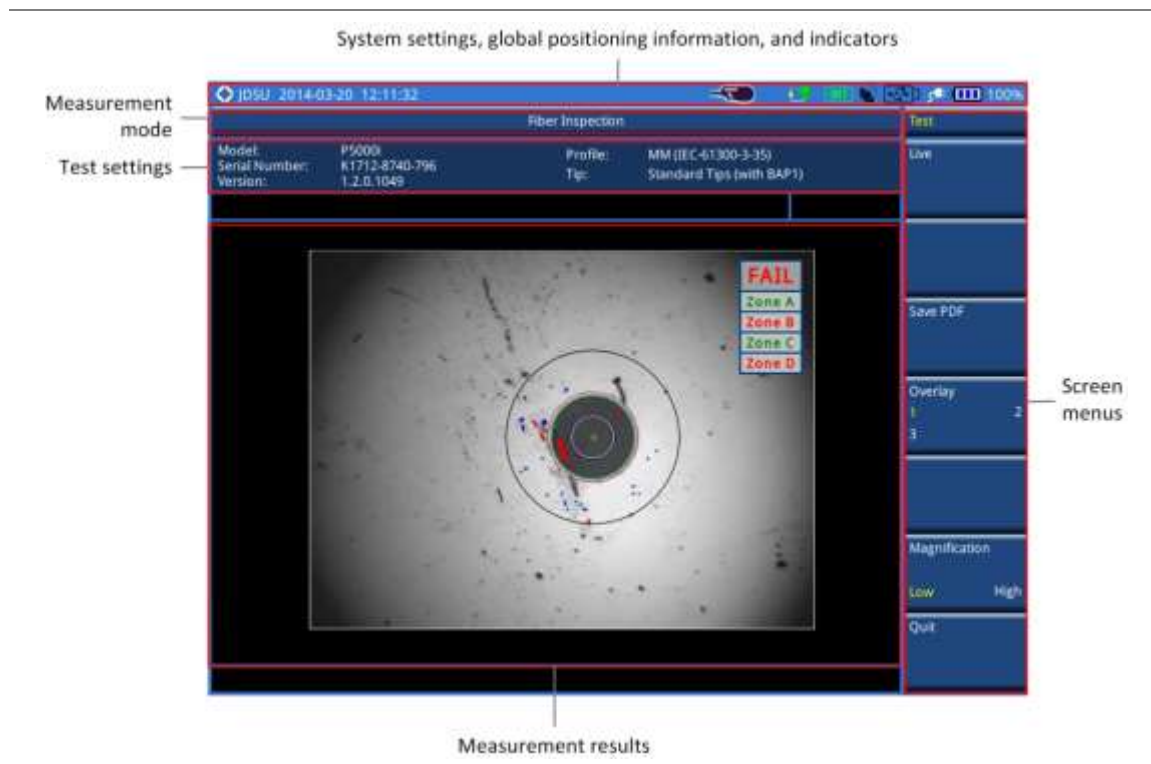 System settings, global positioning information, and indicators
JDSU 2014-03-20 12:11:32
100%
Measurement
mode
Fiber Inspection
Test
Test settings
Model: P5000i Profile: MM (IEC-61300-3-35)
Serial Number: K1712-8740-796 Tip: Standard Tips (with BAP1)
Version: 1.2.0.1049
Live
FAIL
Zone A
Zone B
Zone C
Zone D
Save PDF
Overlay
1 2
3
Screen
menus
Magnification
Low High
Quit
Measurement results